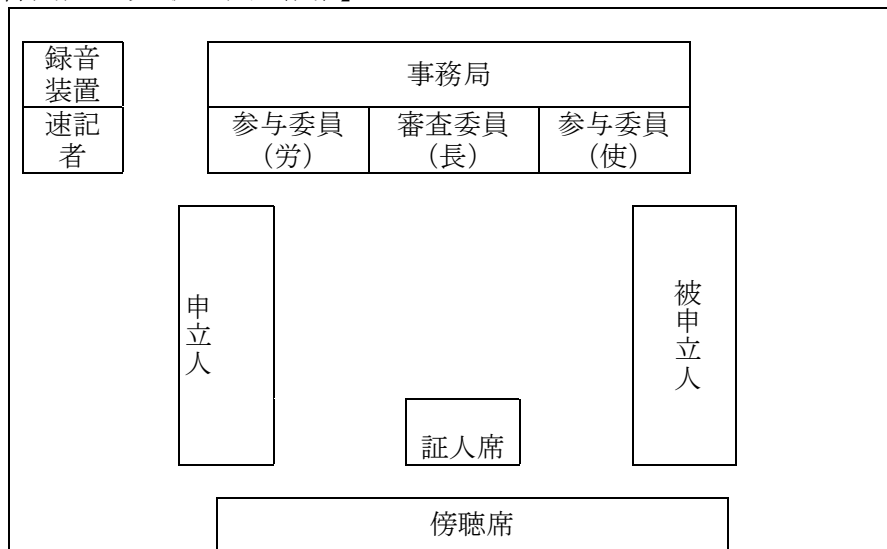 録音
装置
事務局
速記
者
参与委員
(労)
審査委員
(長)
参与委員
(使)
申立人
被申立人
証人席
傍聴席